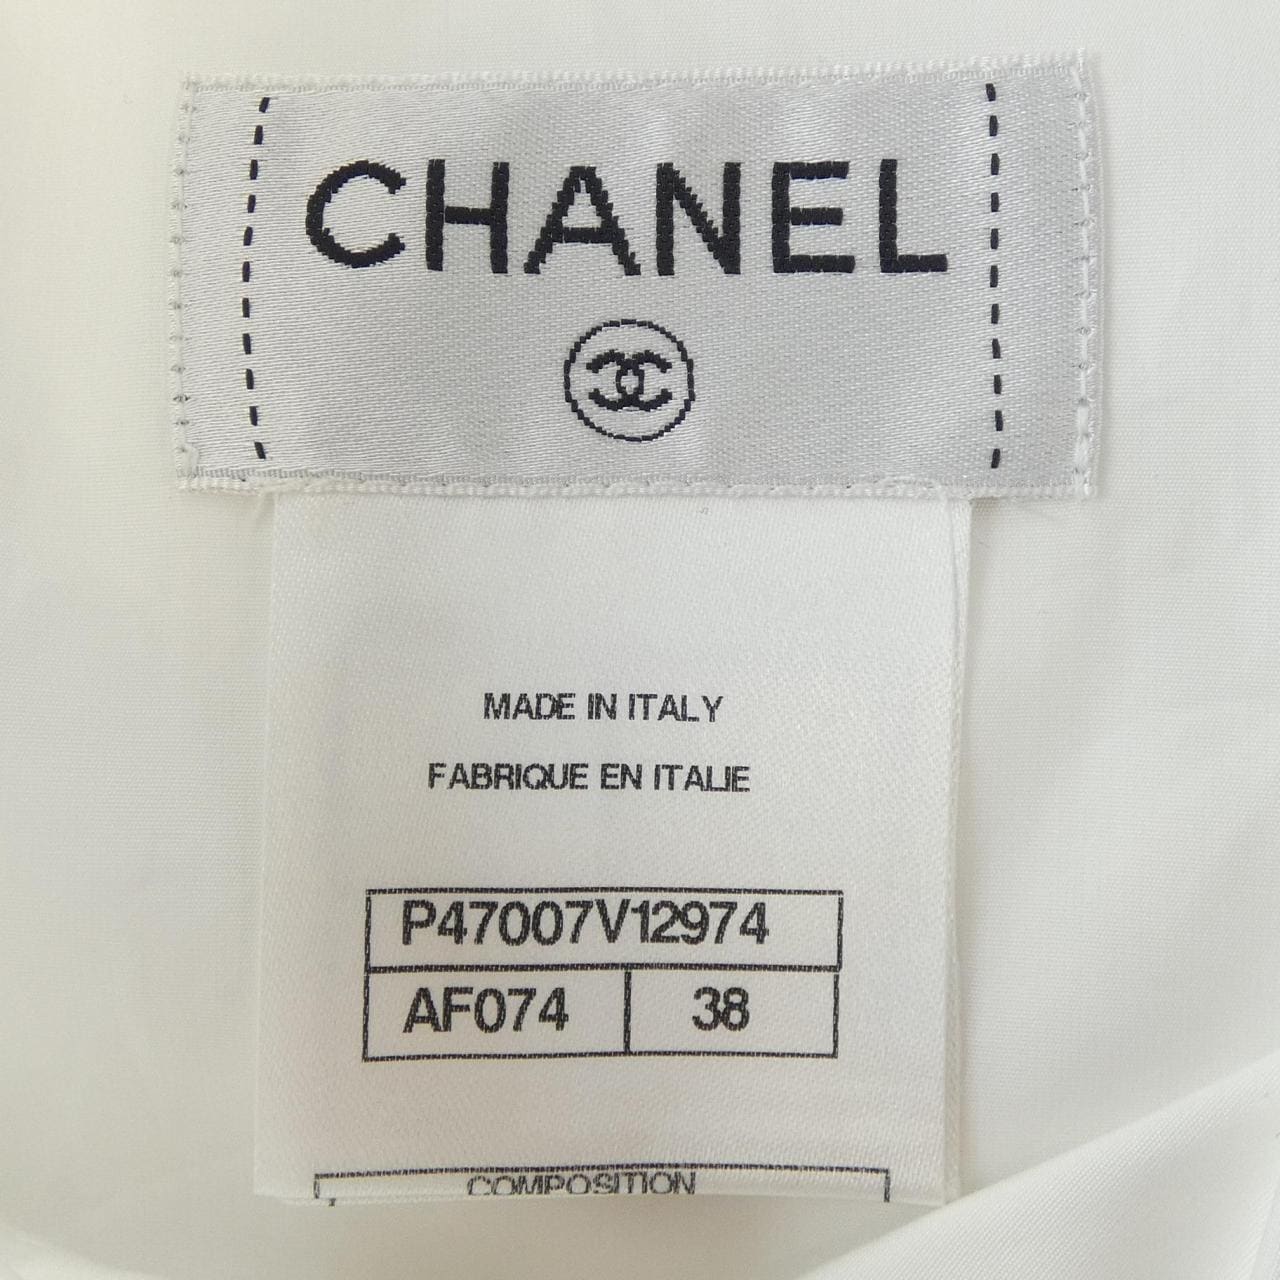 CHANEL
MADE IN ITALY
FABRIQUE EN ITALIE
P47007V12974
AF074 38
COMPOSITION